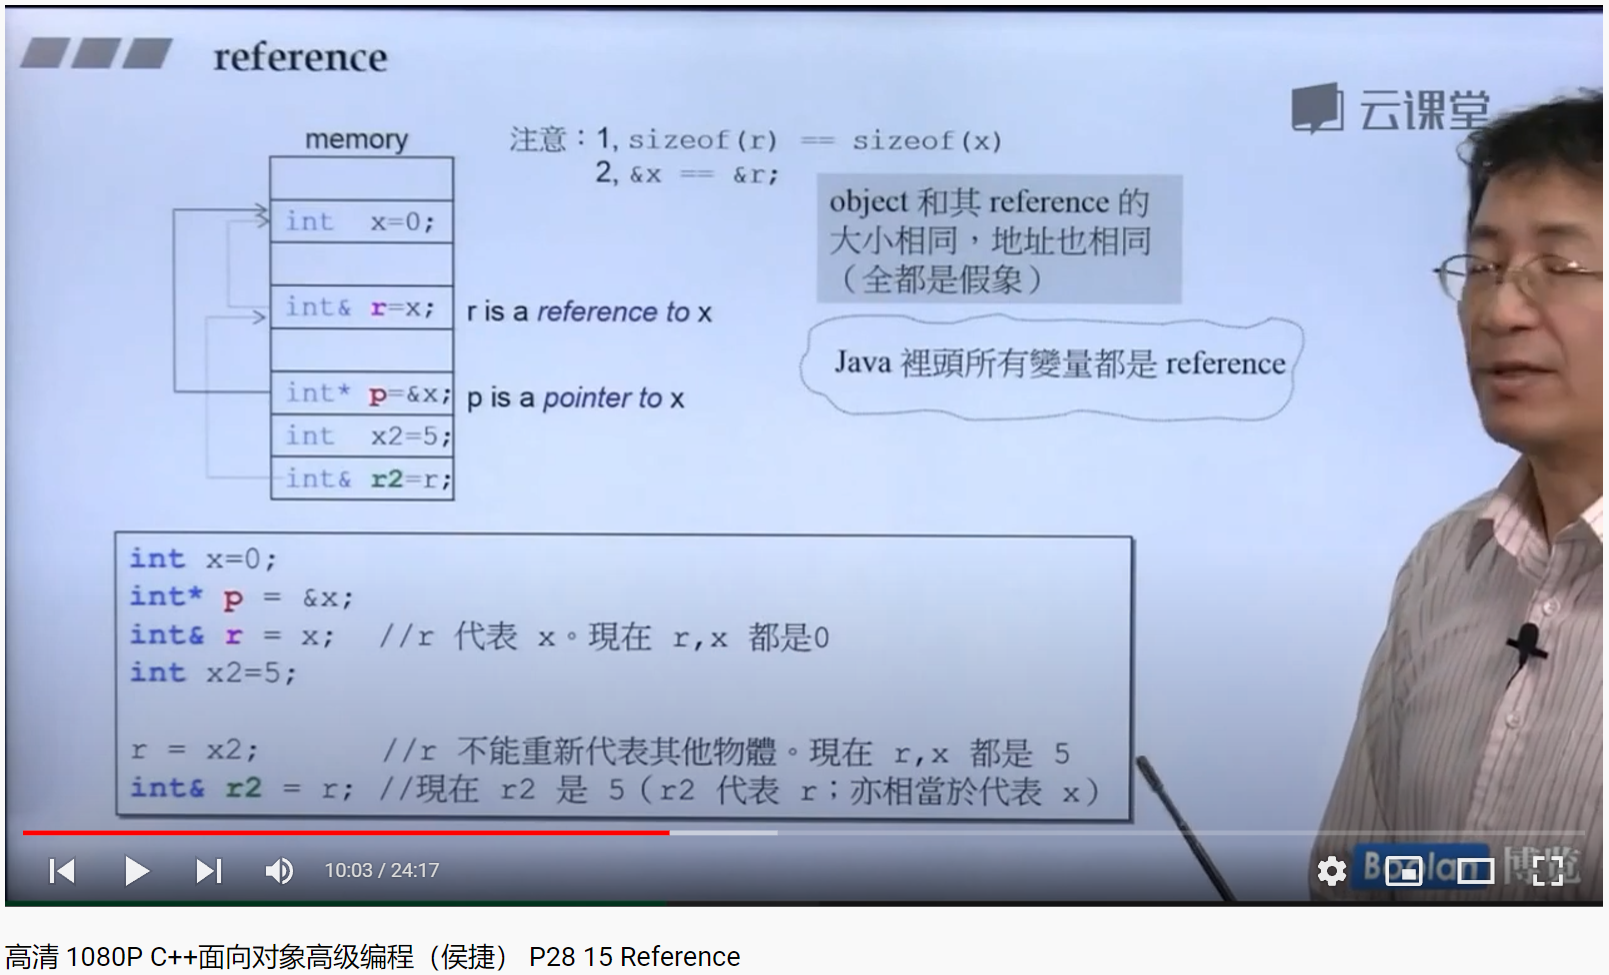 reference
云课堂
memory
注意：1, sizeof(r) == sizeof(x)
2, &x == &r;
object 和其 reference 的
大小相同，地址也相同
（全都是假象）
int x=0;
int& r=x;
r is a reference to x
Java 裡頭所有變量都是 reference
int* p=&x;
p is a pointer to x
int x2=5;
int& r2=r;
int x=0;
int* p = &x;
int& r = x; //r 代表 x。現在 r,x 都是0
int x2=5;
r = x2; //r 不能重新代表其他物體。現在 r,x 都是 5
int& r2 = r; //現在 r2 是 5（r2 代表 r；亦相當於代表 x）
10:03 / 24:17
Boolan 博览
高清 1080P C++面向对象高级编程（侯捷） P28 15 Reference